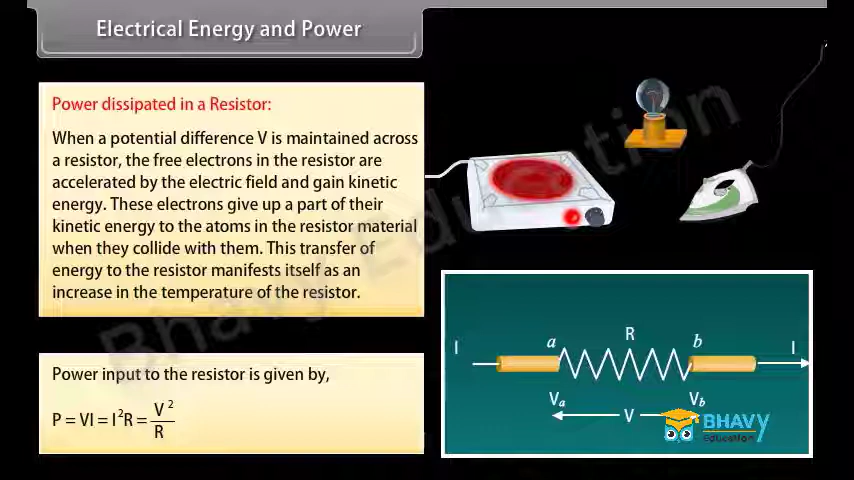 Electrical Energy and Power
Power dissipated in a Resistor:
When a potential difference V is maintained across
a resistor, the free electrons in the resistor are
accelerated by the electric field and gain kinetic
energy. These electrons give up a part of their
kinetic energy to the atoms in the resistor material
when they collide with them. This transfer of
energy to the resistor manifests itself as an
increase in the temperature of the resistor.
Power input to the resistor is given by,
P = VI = I²R = V²/R
I a R b I
Va Vb
V
BHAVY
Education
Bhavy Education